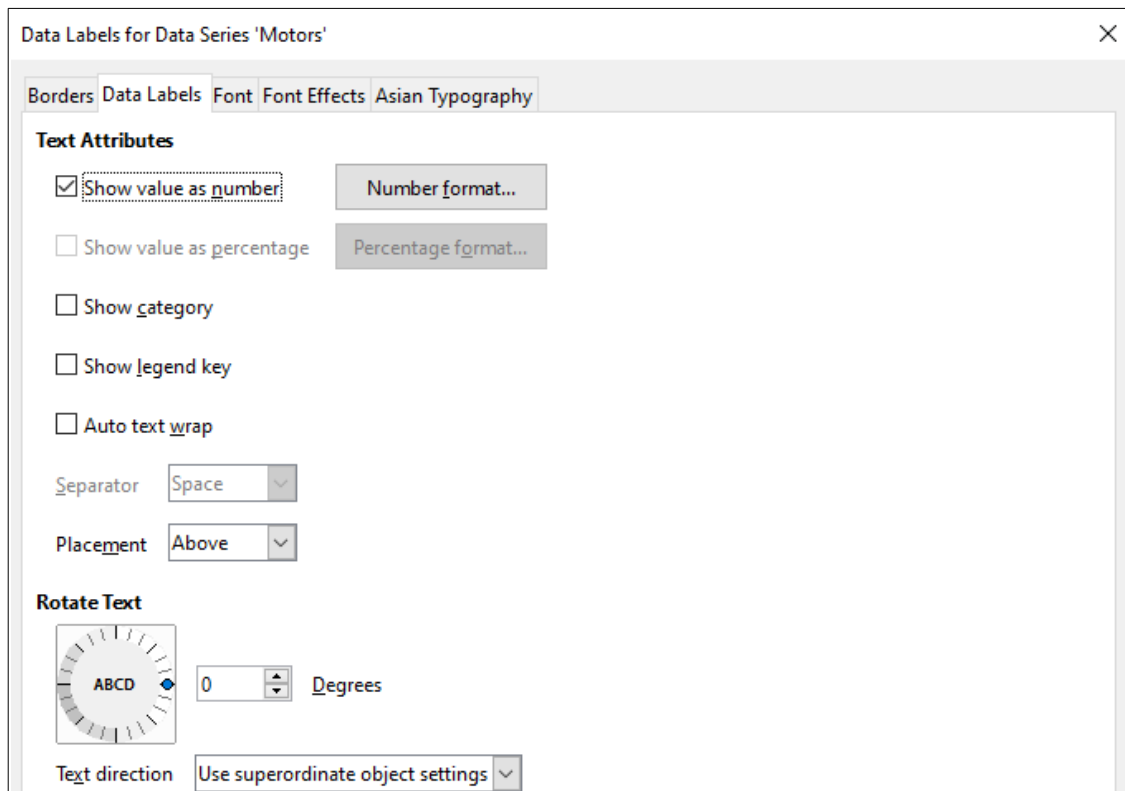 Data Labels for Data Series 'Motors'
Borders Data Labels Font Font Effects Asian Typography
Text Attributes
Show value as number Number format...
Show value as percentage Percentage format...
Show category
Show legend key
Auto text wrap
Separator Space
Placement Above
Rotate Text
ABCD 0 Degrees
Text direction Use superordinate object settings